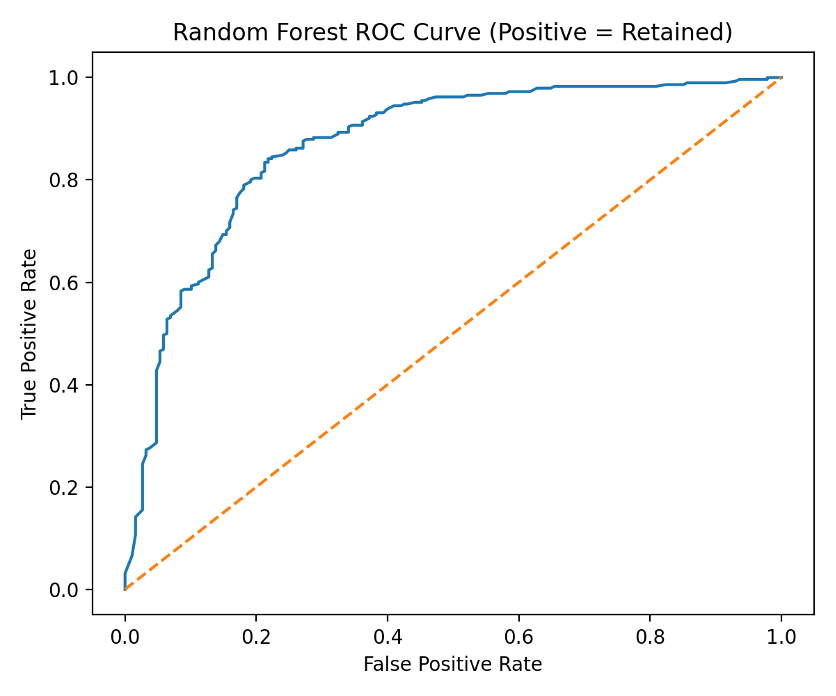 Random Forest ROC Curve (Positive = Retained)
True Positive Rate
1.0
0.8
0.6
0.4
0.2
0.0
0.0 0.2 0.4 0.6 0.8 1.0
False Positive Rate